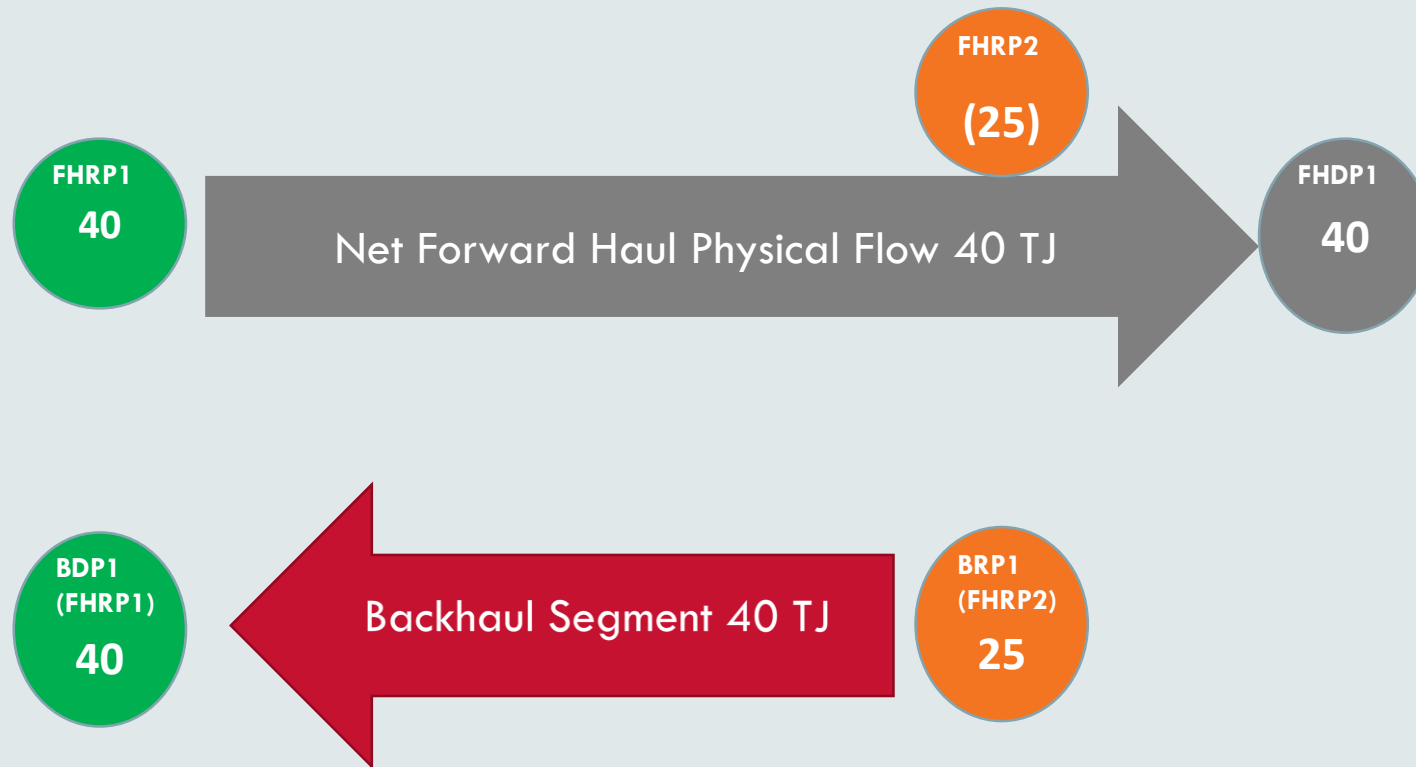 FHRP2
(25)
FHRP1
40
Net Forward Haul Physical Flow 40 TJ
FHDP1
40
BDP1
(FHRP1)
40
Backhaul Segment 40 TJ
BRP1
(FHRP2)
25